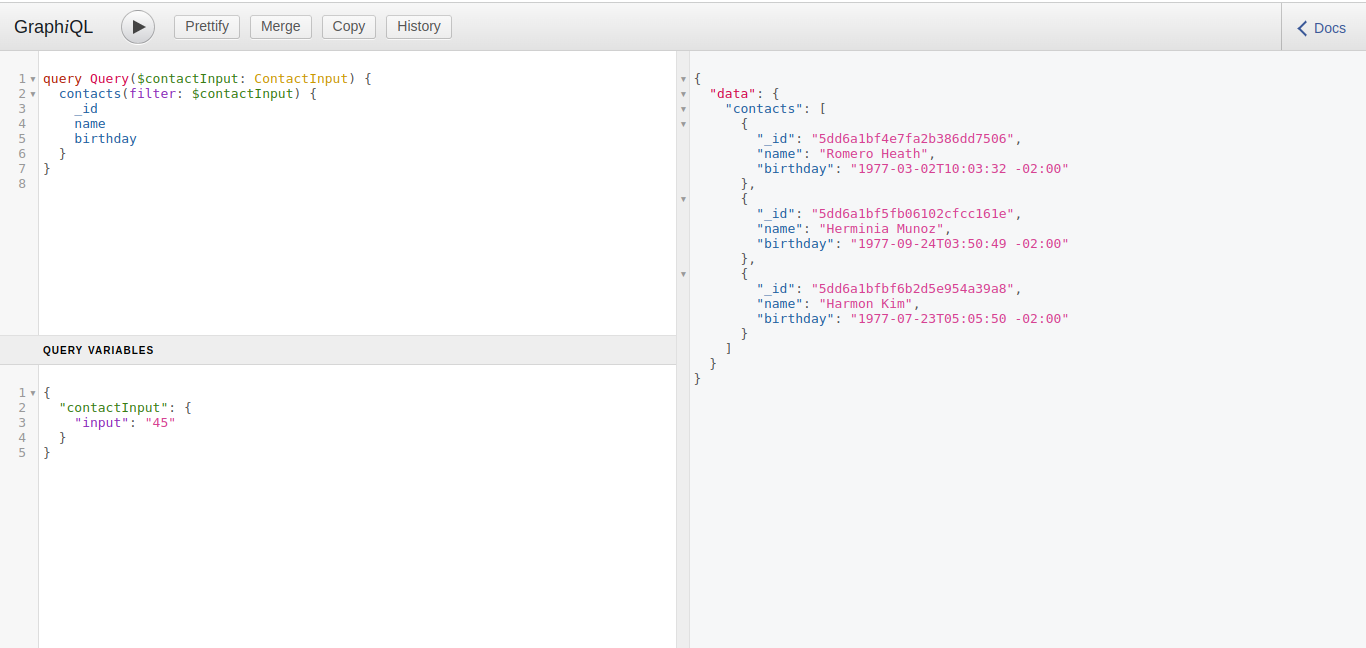 GraphiQL Prettify Merge Copy History Docs
1 query Query($contactInput: ContactInput) {
2   contacts(filter: $contactInput) {
3     _id
4     name
5     birthday
6   }
7 }
8
QUERY VARIABLES
1 {
2   "contactInput": {
3     "input": "45"
4   }
5 }
{
  "data": {
    "contacts": [
      {
        "_id": "5dd6a1bf4e7fa2b386dd7506",
        "name": "Romero Heath",
        "birthday": "1977-03-02T10:03:32 -02:00"
      },
      {
        "_id": "5dd6a1bf5fb06102cfcc161e",
        "name": "Herminia Munoz",
        "birthday": "1977-09-24T03:50:49 -02:00"
      },
      {
        "_id": "5dd6a1bfbf6b2d5e954a39a8",
        "name": "Harmon Kim",
        "birthday": "1977-07-23T05:05:50 -02:00"
      }
    ]
  }
}